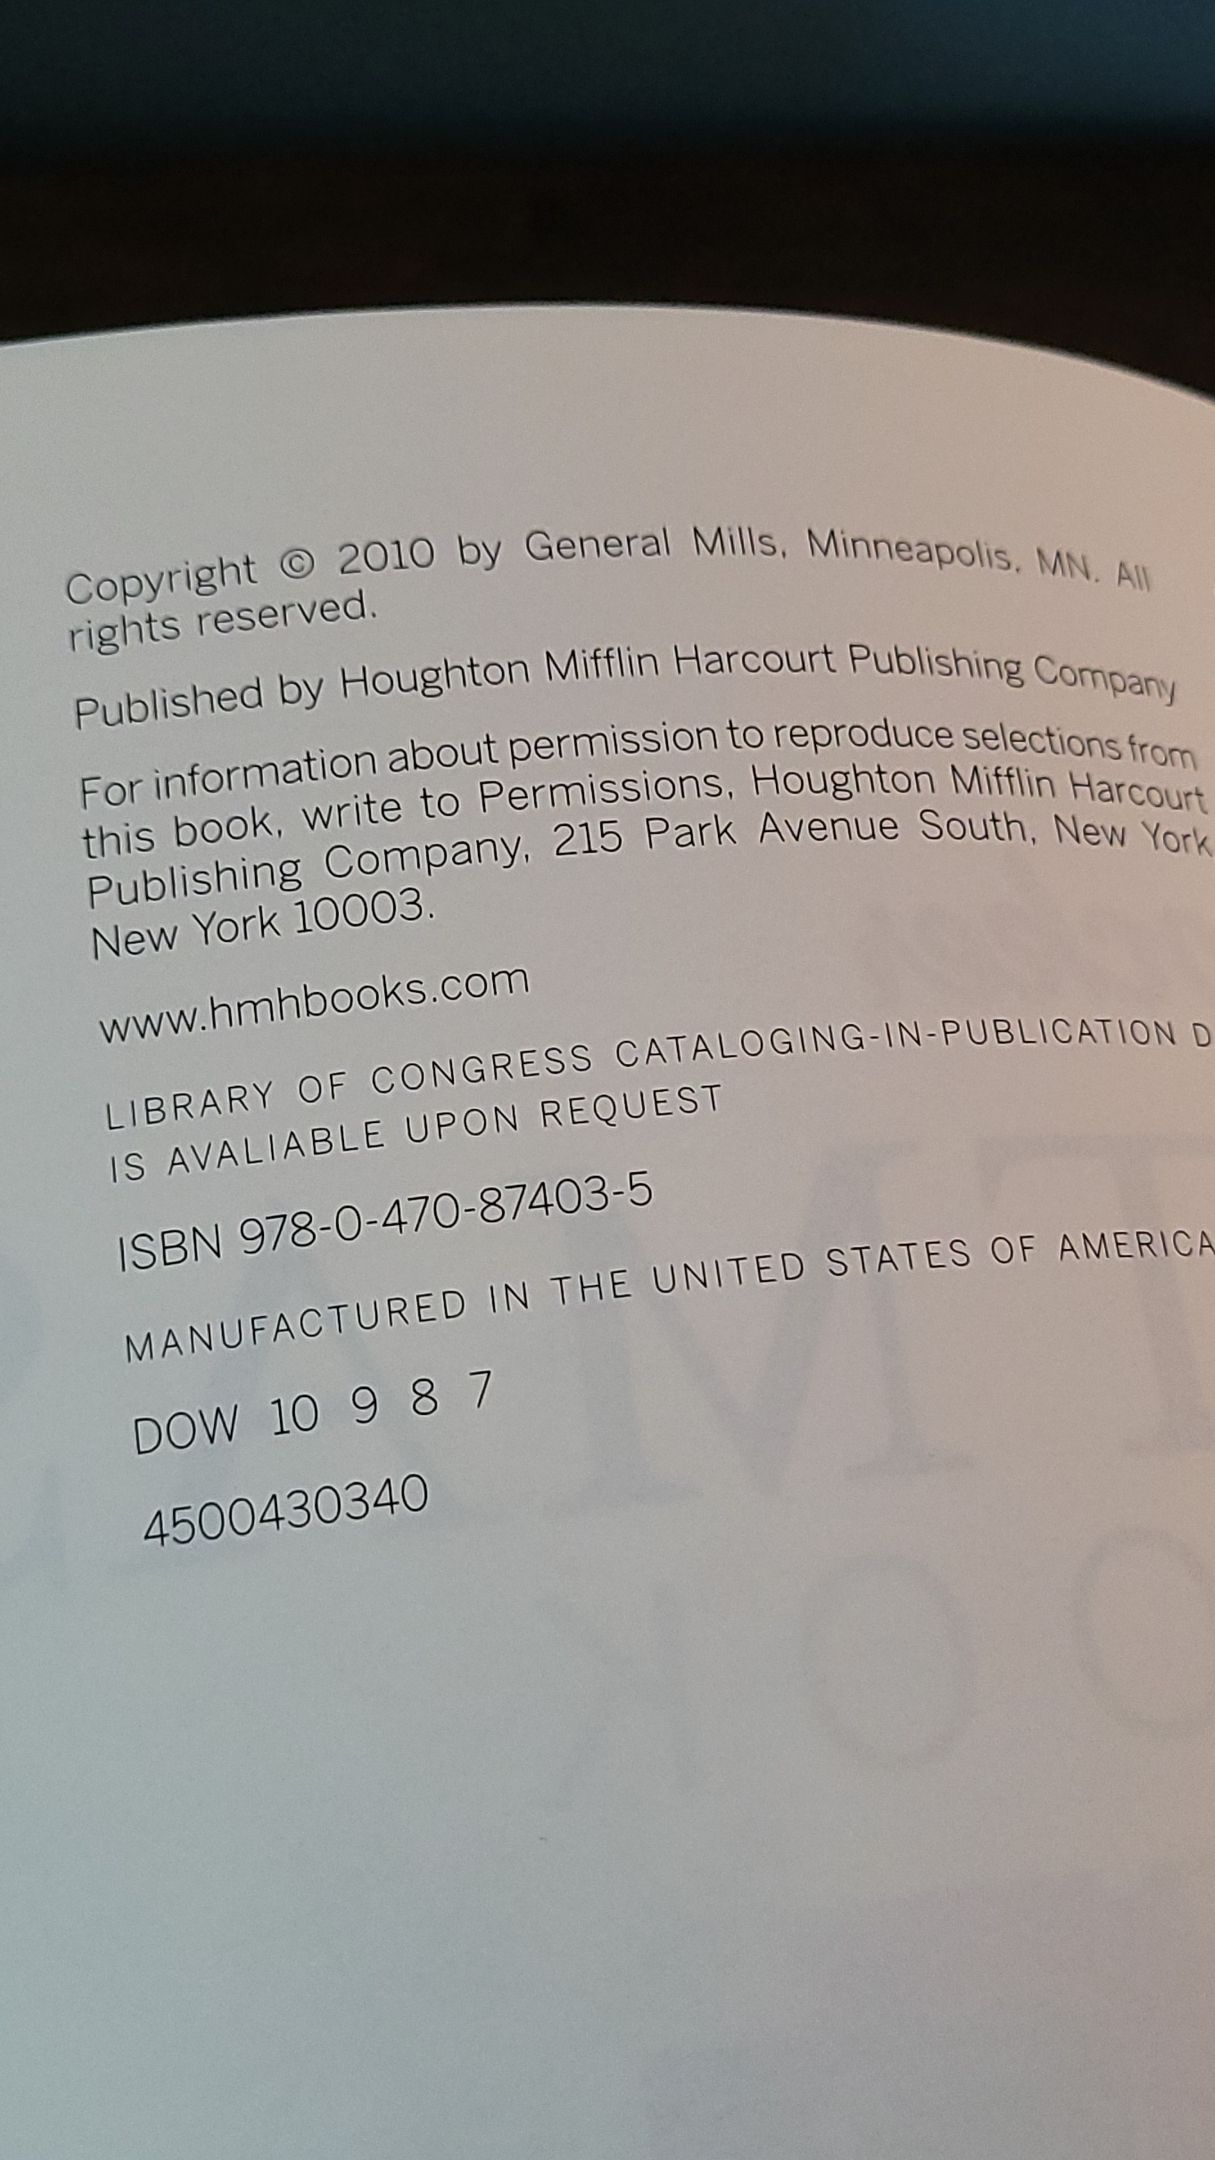 Copyright © 2010 by General Mills, Minneapolis, MN. All
rights reserved.
Published by Houghton Mifflin Harcourt Publishing Company
For information about permission to reproduce selections from
this book, write to Permissions, Houghton Mifflin Harcourt
Publishing Company, 215 Park Avenue South, New York
New York 10003.
www.hmhbooks.com
LIBRARY OF CONGRESS CATALOGING-IN-PUBLICATION D
IS AVALIABLE UPON REQUEST
ISBN 978-0-470-87403-5
MANUFACTURED IN THE UNITED STATES OF AMERICA
DOW 10 9 8 7
4500430340